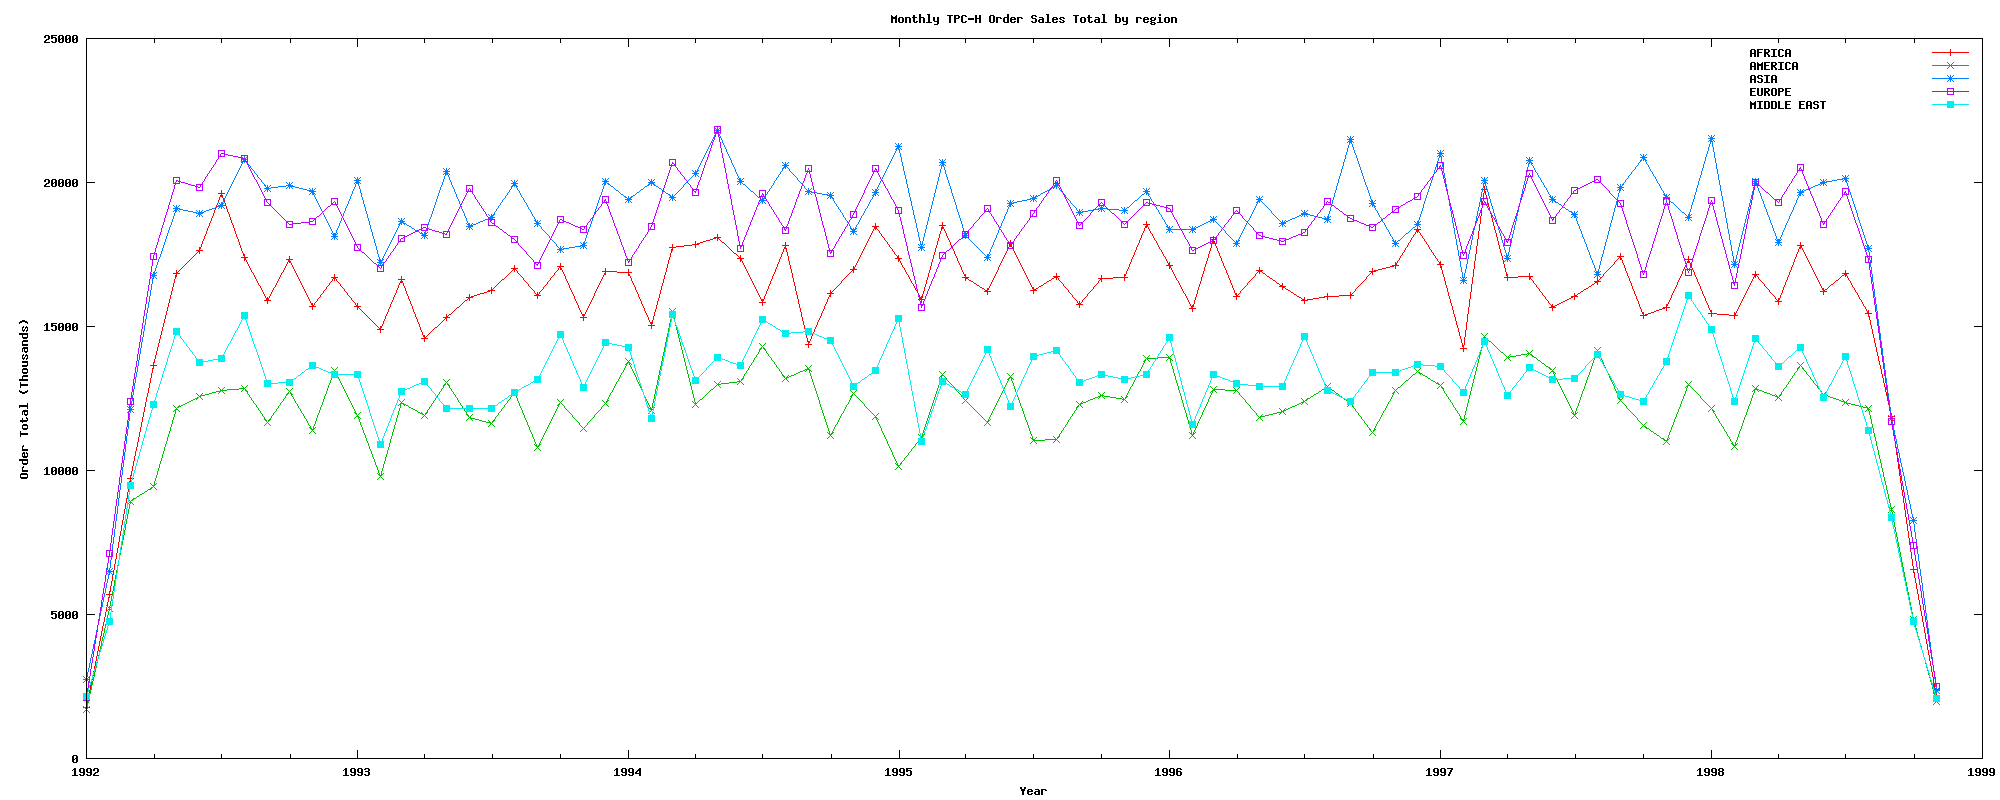 Monthly TPC-H Order Sales Total by region
25000
20000
15000
10000
5000
0
Order Total (Thousands)
AFRICA
AMERICA
ASIA
EUROPE
MIDDLE EAST
1992 1993 1994 1995 1996 1997 1998 1999
Year